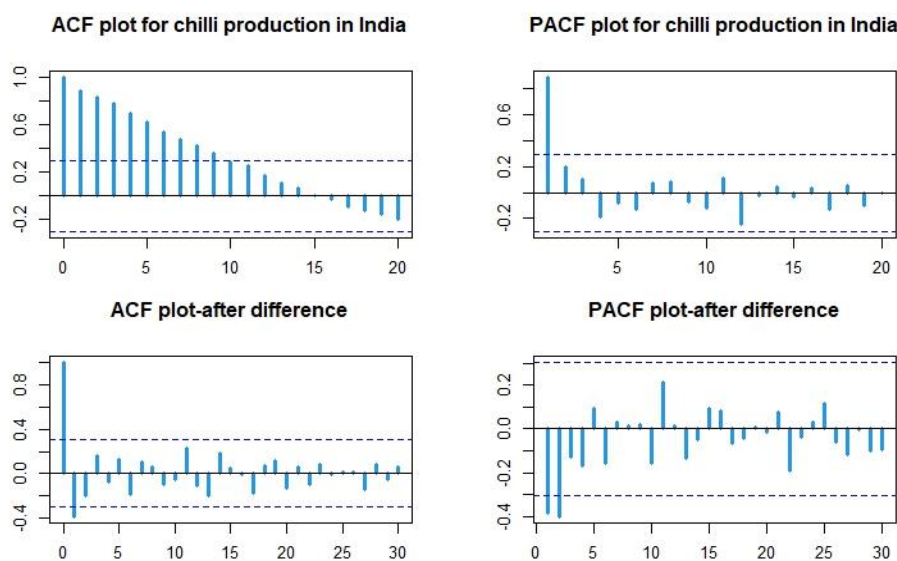 ACF plot for chilli production in India
PACF plot for chilli production in India
1.0
0.6
0.2
-0.2
0 5 10 15 20
0.6
0.2
-0.2
5 10 15 20
ACF plot-after difference
PACF plot-after difference
0.8
0.4
0.0
-0.4
0 5 10 15 20 25 30
0.2
0.0
-0.2
-0.4
0 5 10 15 20 25 30